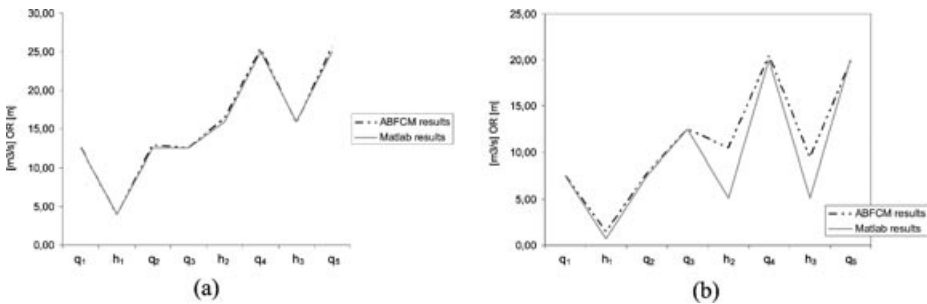 30,00
25,00
20,00
15,00
10,00
5,00
0,00
[m3/s] OR [m]
q1 h1 q2 q3 h2 q4 h3 q5
ABFCM results
Matlab results
(a)
25,00
20,00
15,00
10,00
5,00
0,00
[m3/s] OR [m]
q1 h1 q2 q3 h2 q4 h3 q5
ABFCM results
Matlab results
(b)